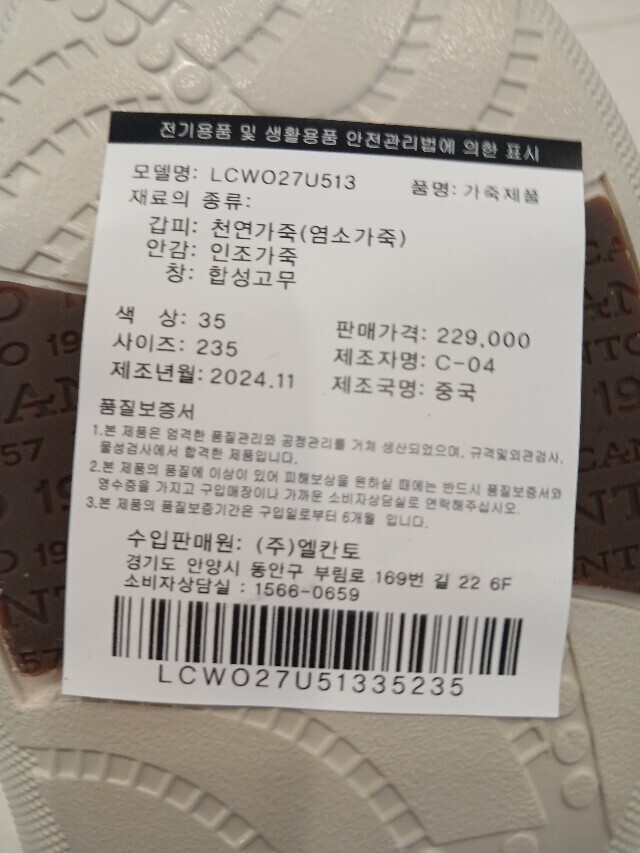 전기용품 및 생활용품 안전관리법에 의한 표시
모델명: LCWO27U513 품명: 가죽제품
재료의 종류:
갑피: 천연가죽(염소가죽)
안감: 인조가죽
창: 합성고무
색 상: 35 판매가격: 229,000
사이즈: 235 제조자명: C-04
제조년월: 2024.11 제조국명: 중국
품질보증서
1.본 제품은 엄격한 품질관리와 공정관리를 거쳐 생산되었으며, 규격및외관검사,
물성검사에서 합격한 제품입니다.
2.본 제품의 품질에 이상이 있어 피해보상을 원하실 때에는 반드시 품질보증서와
영수증을 가지고 구입매장이나 가까운 소비자상담실로 연락해주십시오.
3.본 제품의 품질보증기간은 구입일로부터 6개월 입니다.
수입판매원: (주)엘칸토
경기도 안양시 동안구 부림로 169번 길 22 6F
소비자상담실 : 1566-0659
LCWO27U51335235